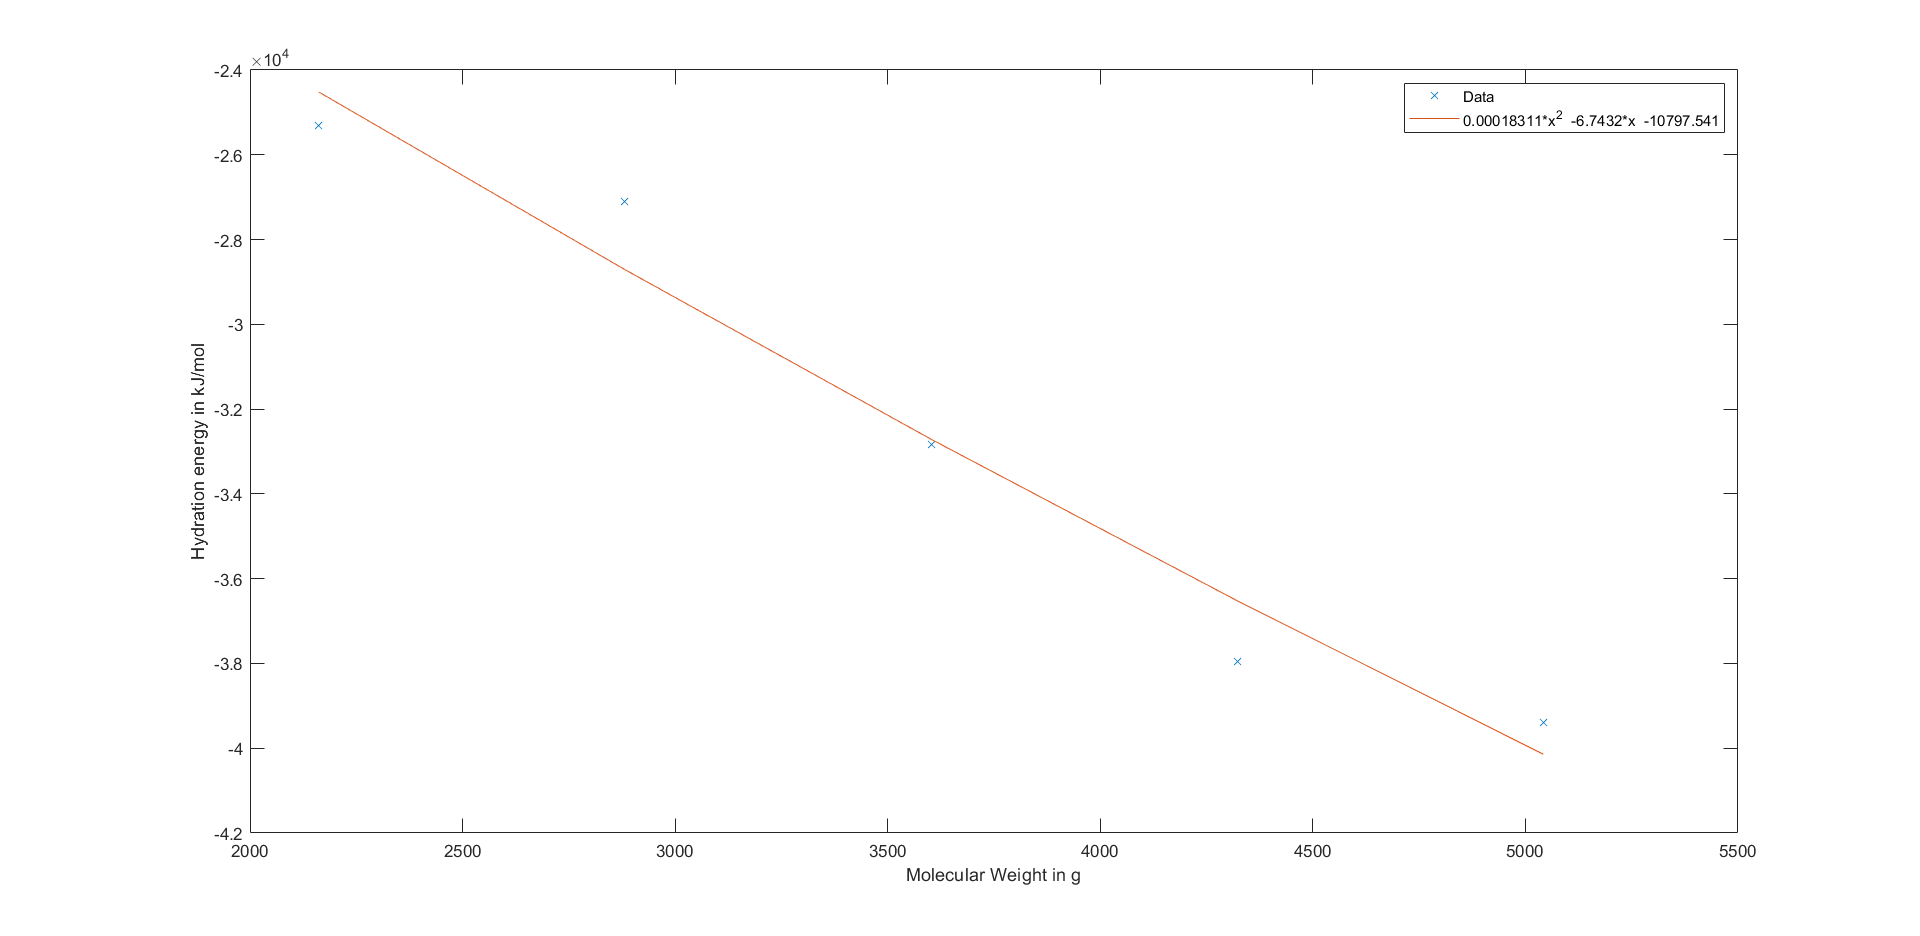 ×10^4
-2.4
-2.6
-2.8
-3
-3.2
-3.4
-3.6
-3.8
-4
-4.2
2000 2500 3000 3500 4000 4500 5000 5500
Molecular Weight in g
Hydration energy in kJ/mol
Data
0.00018311*x^2 -6.7432*x -10797.541